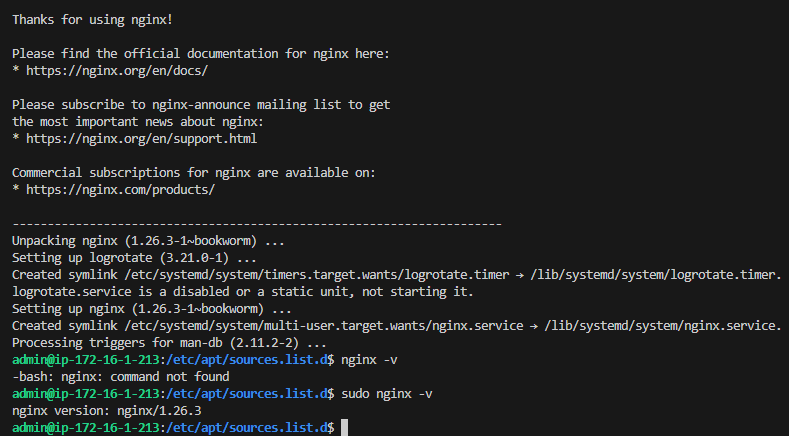 Thanks for using nginx!
Please find the official documentation for nginx here:
* https://nginx.org/en/docs/
Please subscribe to nginx-announce mailing list to get
the most important news about nginx:
* https://nginx.org/en/support.html
Commercial subscriptions for nginx are available on:
* https://nginx.com/products/
----------------------------------------------------------------------
Unpacking nginx (1.26.3-1~bookworm) ...
Setting up logrotate (3.21.0-1) ...
Created symlink /etc/systemd/system/timers.target.wants/logrotate.timer → /lib/systemd/system/logrotate.timer.
logrotate.service is a disabled or a static unit, not starting it.
Setting up nginx (1.26.3-1~bookworm) ...
Created symlink /etc/systemd/system/multi-user.target.wants/nginx.service → /lib/systemd/system/nginx.service.
Processing triggers for man-db (2.11.2-2) ...
admin@ip-172-16-1-213:/etc/apt/sources.list.d$ nginx -v
-bash: nginx: command not found
admin@ip-172-16-1-213:/etc/apt/sources.list.d$ sudo nginx -v
nginx version: nginx/1.26.3
admin@ip-172-16-1-213:/etc/apt/sources.list.d$